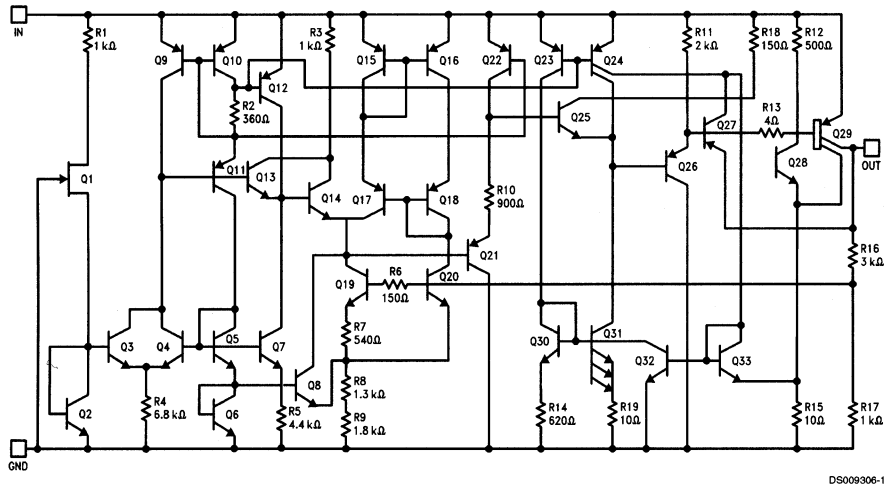 IN
R1
1 kΩ
R3
1 kΩ
R11
2 kΩ
R18
150Ω
R12
500Ω
Q9
Q10
Q12
Q15
Q16
Q22
Q23
Q24
R2
360Ω
Q25
Q27
R13
4Ω
Q29
OUT
Q1
Q11
Q13
Q14
Q17
Q18
R10
900Ω
Q26
Q28
Q21
R16
3 kΩ
Q19
R6
150Ω
Q20
Q3
Q4
Q5
Q7
R7
540Ω
Q30
Q31
Q32
Q33
Q8
R8
1.3 kΩ
Q2
R4
6.8 kΩ
Q6
R5
4.4 kΩ
R9
1.8 kΩ
R14
620Ω
R19
10Ω
R15
10Ω
R17
1 kΩ
GND
DS009306-1